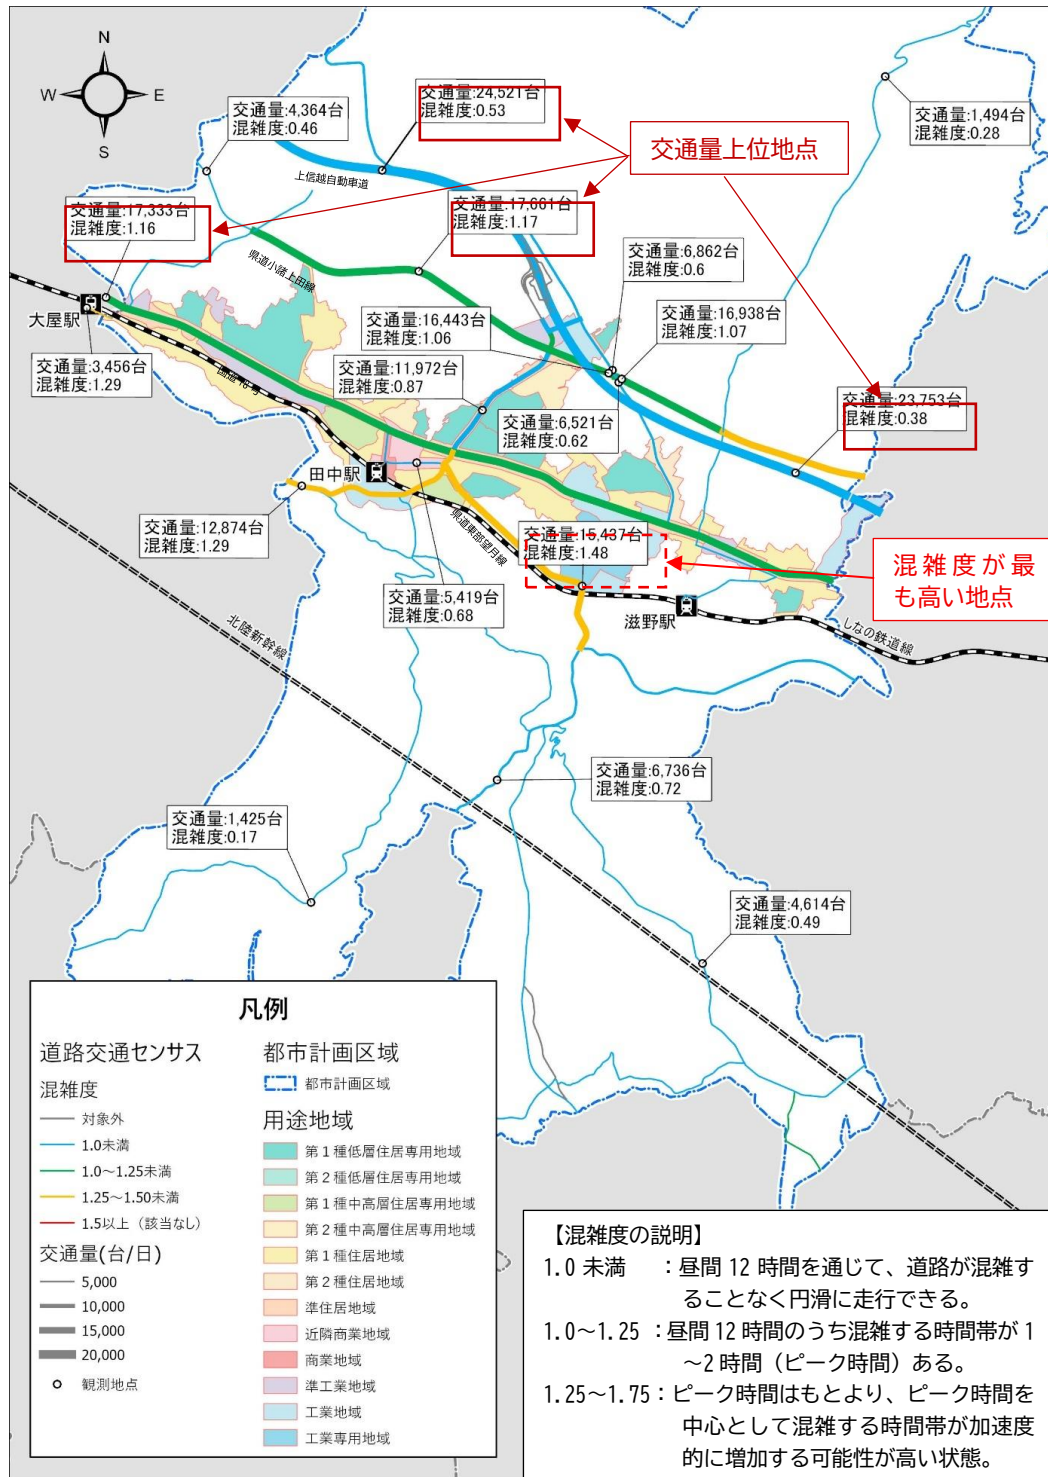 N
W
E
S
交通量:4,364台
混雑度:0.46
交通量:24,521台
混雑度:0.53
交通量:1,494台
混雑度:0.28
交通量上位地点
上信越自動車道
交通量:17,333台
混雑度:1.16
交通量:17,661台
混雑度:1.17
県道小諸上田線
交通量:6,862台
混雑度:0.6
大屋駅
交通量:16,443台
混雑度:1.06
交通量:16,938台
混雑度:1.07
交通量:3,456台
混雑度:1.29
国道18号
交通量:11,972台
混雑度:0.87
交通量:23,753台
混雑度:0.38
交通量:6,521台
混雑度:0.62
田中駅
交通量:12,874台
混雑度:1.29
県道東部望月線
交通量:15,437台
混雑度:1.48
混雑度が最
も高い地点
交通量:5,419台
混雑度:0.68
滋野駅
しなの鉄道線
北陸新幹線
交通量:6,736台
混雑度:0.72
交通量:1,425台
混雑度:0.17
交通量:4,614台
混雑度:0.49
凡例
道路交通センサス
混雑度
対象外
1.0未満
1.0～1.25未満
1.25～1.50未満
1.5以上（該当なし）
交通量(台/日)
5,000
10,000
15,000
20,000
観測地点
都市計画区域
都市計画区域
用途地域
第１種低層住居専用地域
第２種低層住居専用地域
第１種中高層住居専用地域
第２種中高層住居専用地域
第１種住居地域
第２種住居地域
準住居地域
近隣商業地域
商業地域
準工業地域
工業地域
工業専用地域
【混雑度の説明】
1.0 未満　：昼間 12 時間を通じて、道路が混雑す
ることなく円滑に走行できる。
1.0～1.25 ：昼間 12 時間のうち混雑する時間帯が 1
～2 時間（ピーク時間）ある。
1.25～1.75：ピーク時間はもとより、ピーク時間を
中心として混雑する時間帯が加速度
的に増加する可能性が高い状態。